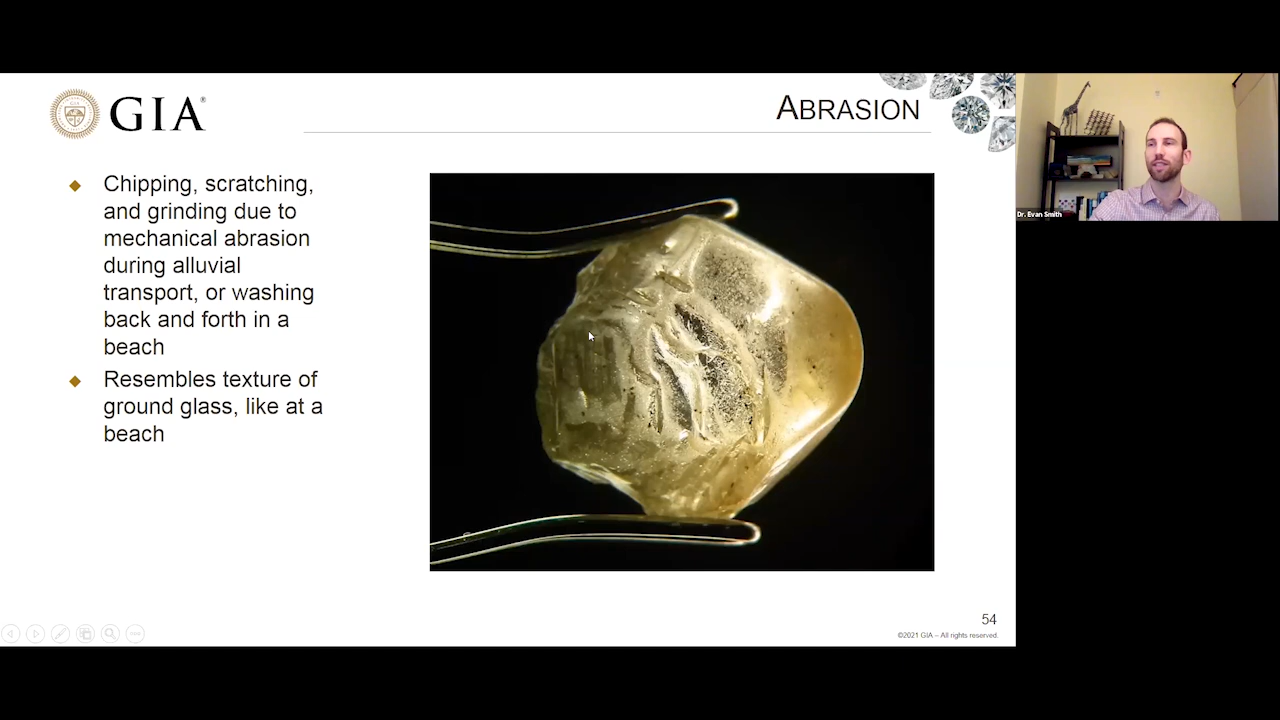 GIA®
ABRASION
Chipping, scratching,
and grinding due to
mechanical abrasion
during alluvial
transport, or washing
back and forth in a
beach
Resembles texture of
ground glass, like at a
beach
Dr. Evan Smith
54
©2021 GIA – All rights reserved.